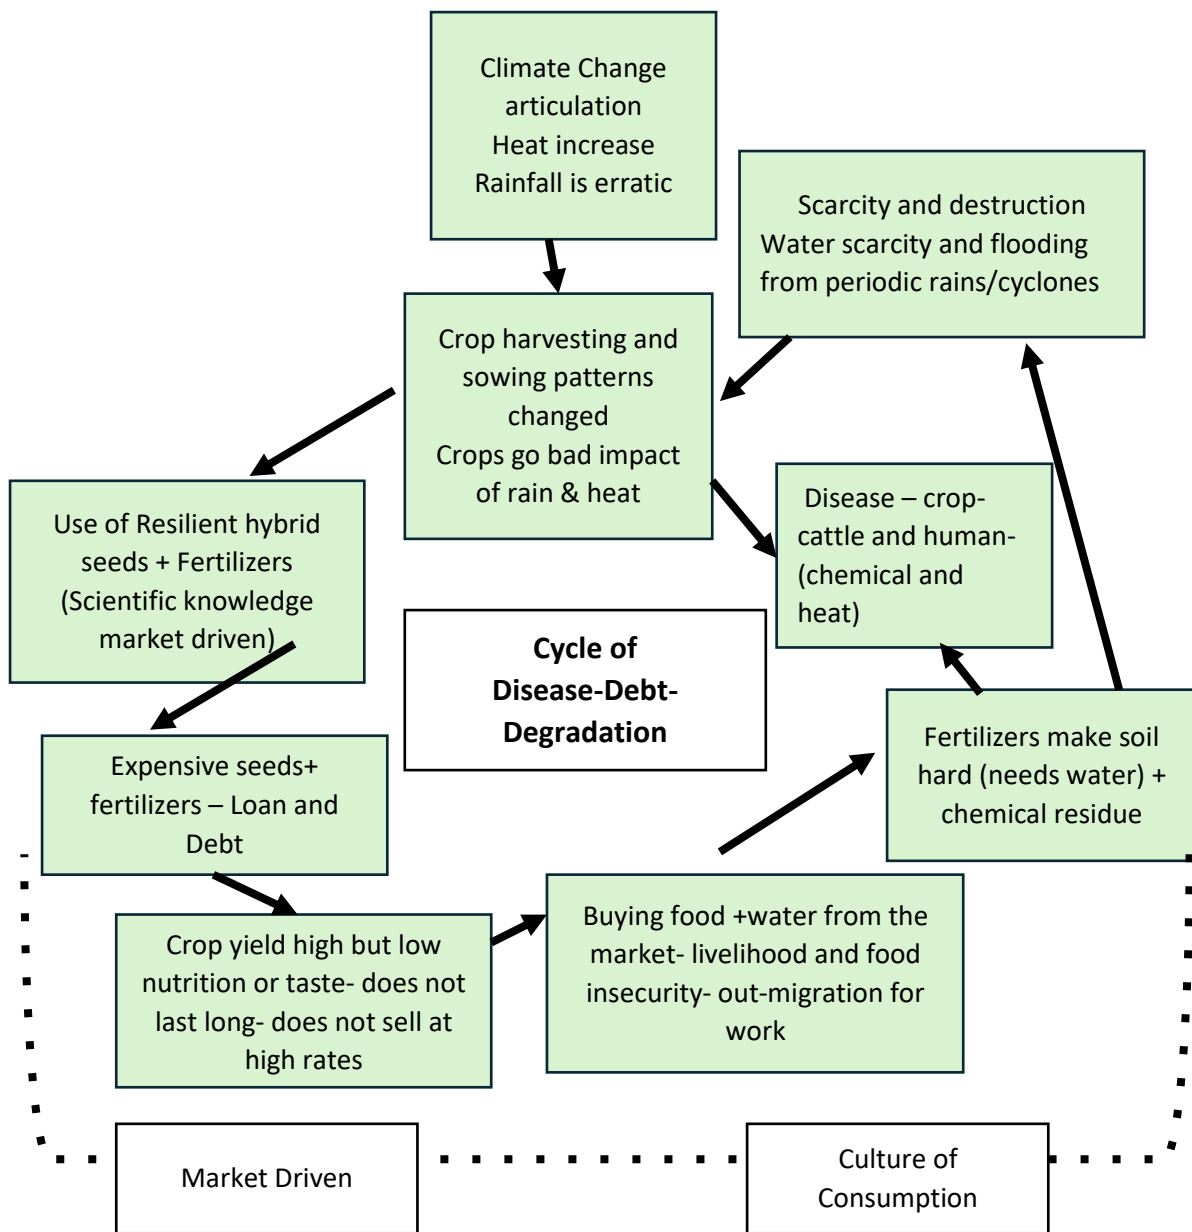 Climate Change
articulation
Heat increase
Rainfall is erratic
Scarcity and destruction
Water scarcity and flooding
from periodic rains/cyclones
Crop harvesting and
sowing patterns
changed
Crops go bad impact
of rain & heat
Disease – crop-
cattle and human-
(chemical and
heat)
Use of Resilient hybrid
seeds + Fertilizers
(Scientific knowledge
market driven)
Cycle of
Disease-Debt-
Degradation
Fertilizers make soil
hard (needs water) +
chemical residue
Expensive seeds+
fertilizers – Loan and
Debt
Crop yield high but low
nutrition or taste- does not
last long- does not sell at
high rates
Buying food +water from the
market- livelihood and food
insecurity- out-migration for
work
Market Driven
Culture of
Consumption